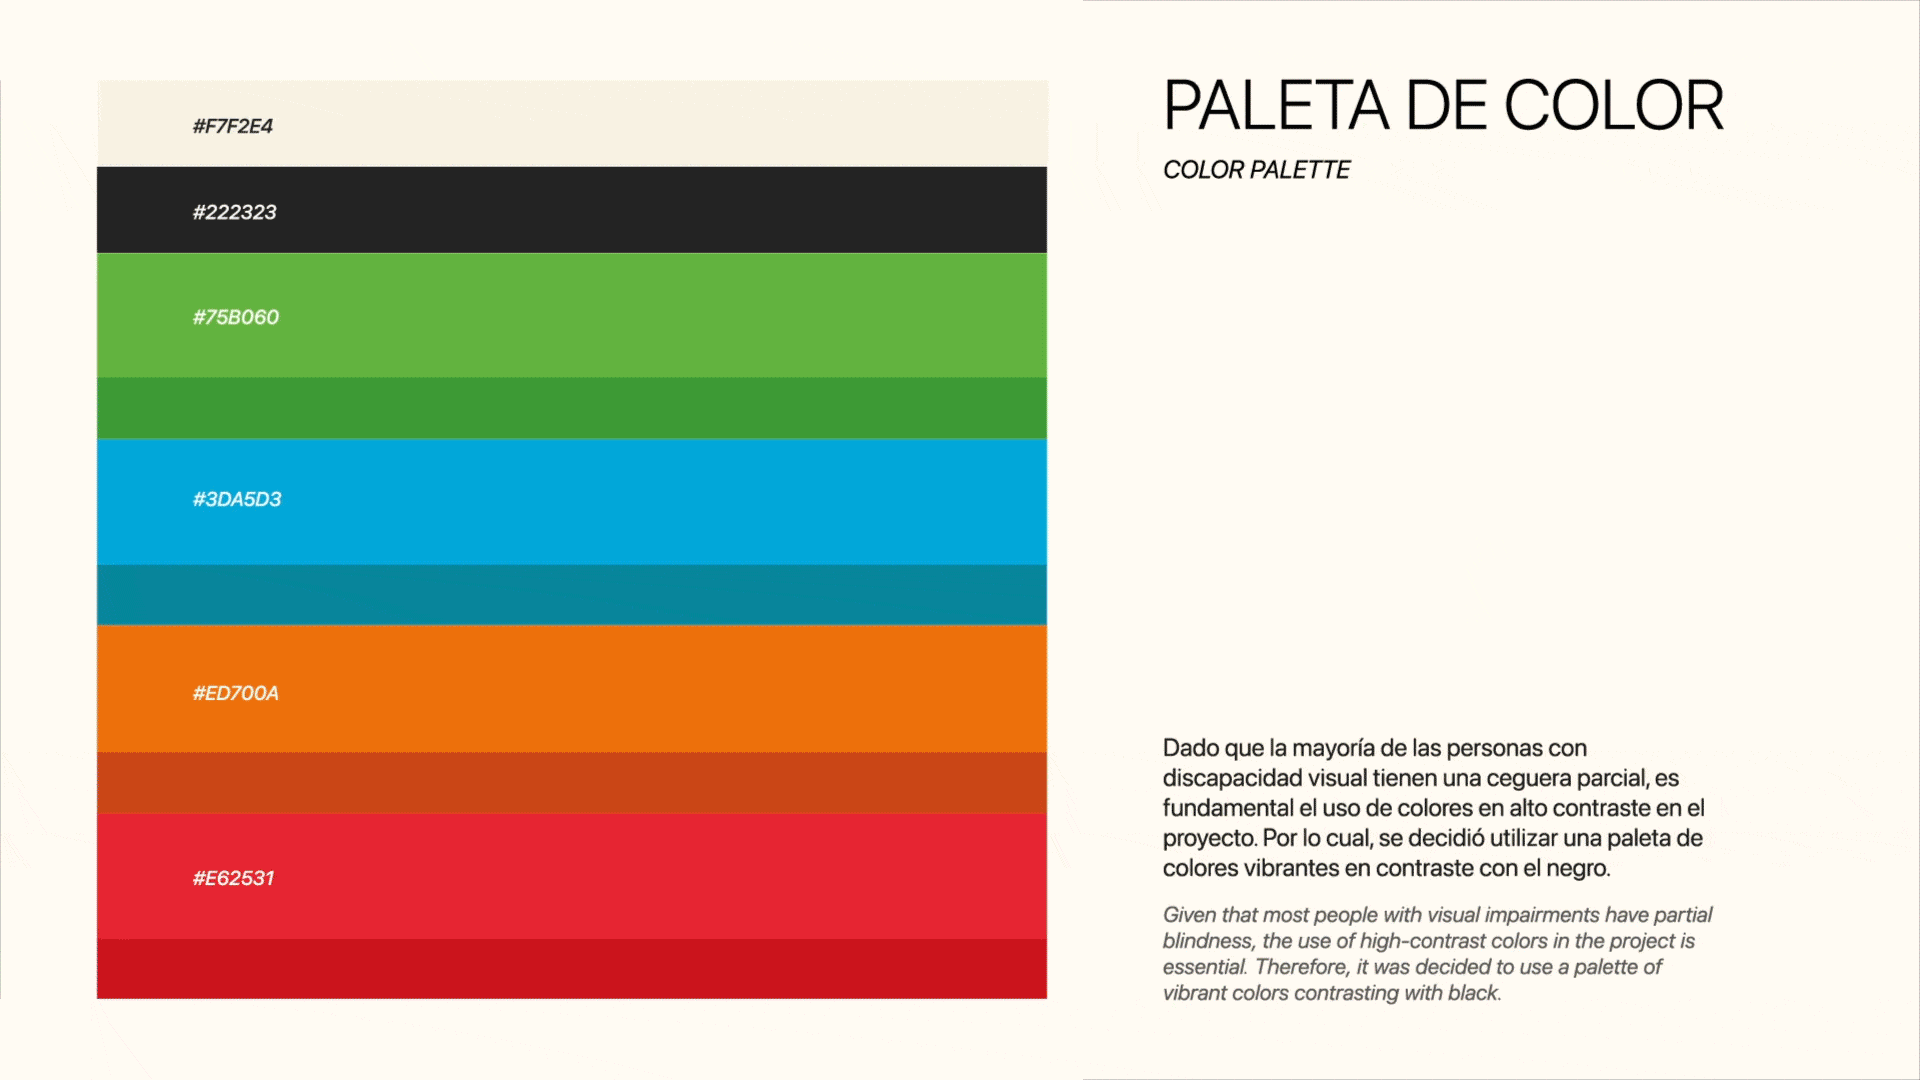 #F7F2E4
#222323
#75B060
#3DA5D3
#ED700A
#E62531
PALETA DE COLOR
COLOR PALETTE
Dado que la mayoría de las personas con
discapacidad visual tienen una ceguera parcial, es
fundamental el uso de colores en alto contraste en el
proyecto. Por lo cual, se decidió utilizar una paleta de
colores vibrantes en contraste con el negro.
Given that most people with visual impairments have partial
blindness, the use of high-contrast colors in the project is
essential. Therefore, it was decided to use a palette of
vibrant colors contrasting with black.